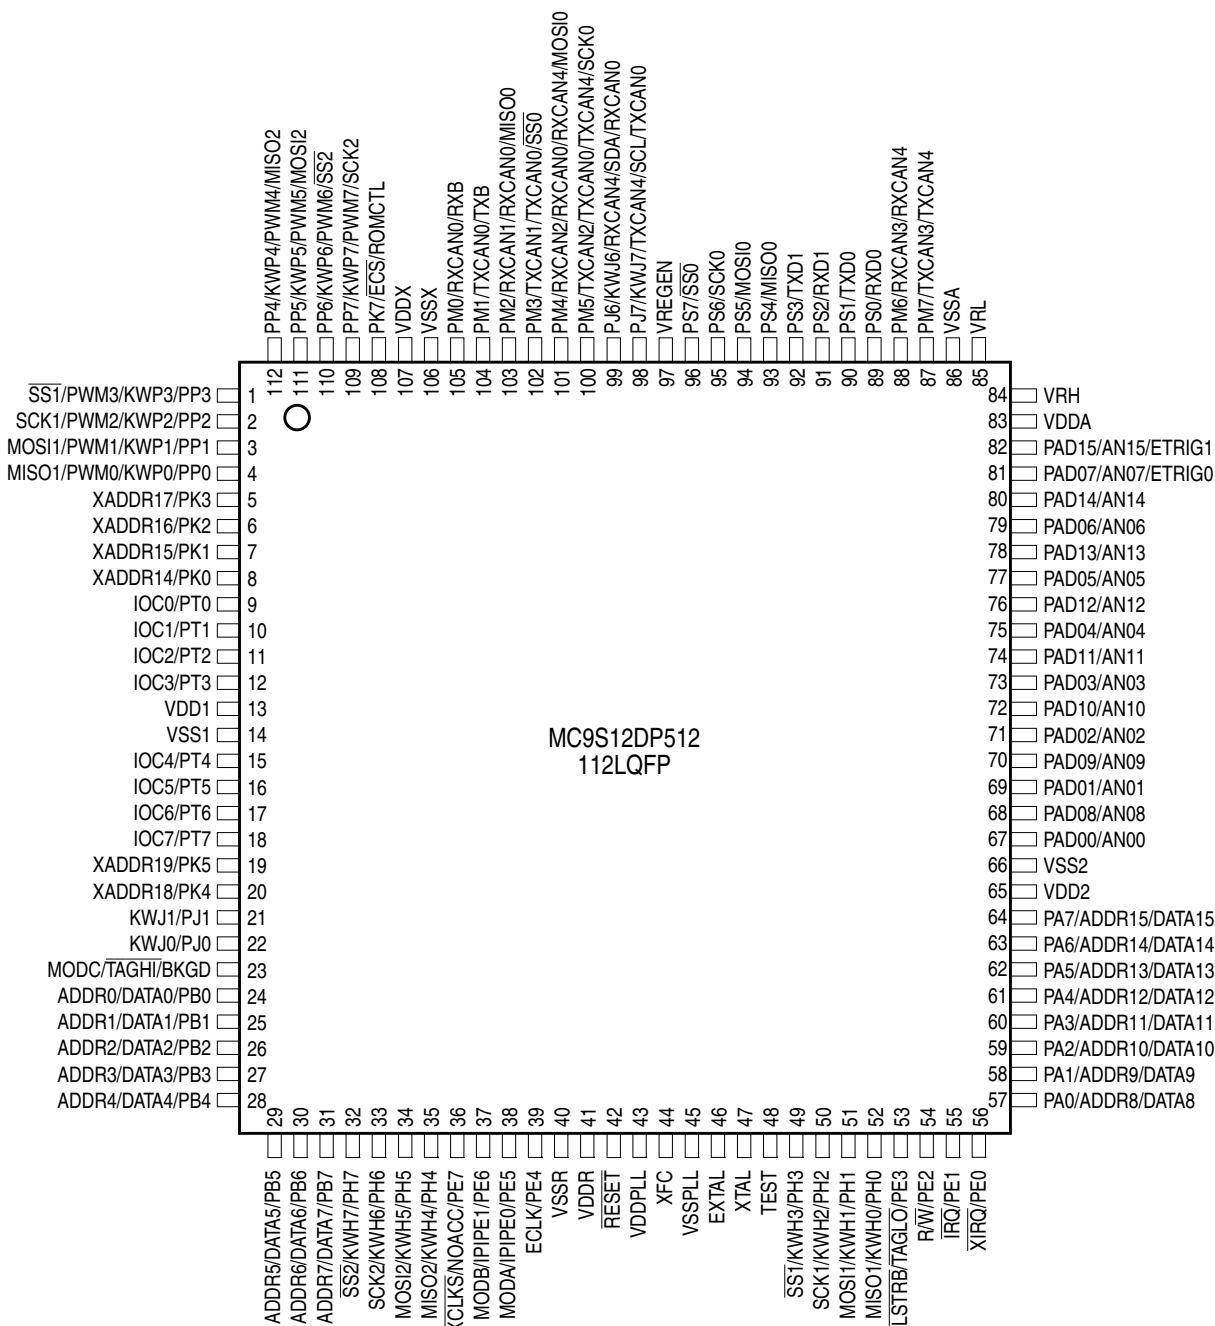 PP4/KWP4/PWM4/MISO2
PP5/KWP5/PWM5/MOSI2
PP6/KWP6/PWM6/SS2
PP7/KWP7/PWM7/SCK2
PK7/ECS/ROMCTL
VDDX
VSSX
PM0/RXCAN0/RXB
PM1/TXCAN0/TXB
PM2/RXCAN1/RXCAN0/MISO0
PM3/TXCAN1/TXCAN0/SS0
PM4/RXCAN2/RXCAN0/RXCAN4/MOSI0
PM5/TXCAN2/TXCAN0/TXCAN4/SCK0
PJ6/KWJ6/RXCAN4/SDA/RXCAN0
PJ7/KWJ7/TXCAN4/SCL/TXCAN0
VREGEN
PS7/SS0
PS6/SCK0
PS5/MOSI0
PS4/MISO0
PS3/TXD1
PS2/RXD1
PS1/TXD0
PS0/RXD0
PM6/RXCAN3/RXCAN4
PM7/TXCAN3/TXCAN4
VSSA
VRL
112
111
110
109
108
107
106
105
104
103
102
101
100
99
98
97
96
95
94
93
92
91
90
89
88
87
86
85
SS1/PWM3/KWP3/PP3 1
SCK1/PWM2/KWP2/PP2 2
MOSI1/PWM1/KWP1/PP1 3
MISO1/PWM0/KWP0/PP0 4
XADDR17/PK3 5
XADDR16/PK2 6
XADDR15/PK1 7
XADDR14/PK0 8
IOC0/PT0 9
IOC1/PT1 10
IOC2/PT2 11
IOC3/PT3 12
VDD1 13
VSS1 14
IOC4/PT4 15
IOC5/PT5 16
IOC6/PT6 17
IOC7/PT7 18
XADDR19/PK5 19
XADDR18/PK4 20
KWJ1/PJ1 21
KWJ0/PJ0 22
MODC/TAGHI/BKGD 23
ADDR0/DATA0/PB0 24
ADDR1/DATA1/PB1 25
ADDR2/DATA2/PB2 26
ADDR3/DATA3/PB3 27
ADDR4/DATA4/PB4 28
MC9S12DP512
112LQFP
84 VRH
83 VDDA
82 PAD15/AN15/ETRIG1
81 PAD07/AN07/ETRIG0
80 PAD14/AN14
79 PAD06/AN06
78 PAD13/AN13
77 PAD05/AN05
76 PAD12/AN12
75 PAD04/AN04
74 PAD11/AN11
73 PAD03/AN03
72 PAD10/AN10
71 PAD02/AN02
70 PAD09/AN09
69 PAD01/AN01
68 PAD08/AN08
67 PAD00/AN00
66 VSS2
65 VDD2
64 PA7/ADDR15/DATA15
63 PA6/ADDR14/DATA14
62 PA5/ADDR13/DATA13
61 PA4/ADDR12/DATA12
60 PA3/ADDR11/DATA11
59 PA2/ADDR10/DATA10
58 PA1/ADDR9/DATA9
57 PA0/ADDR8/DATA8
29
30
31
32
33
34
35
36
37
38
39
40
41
42
43
44
45
46
47
48
49
50
51
52
53
54
55
56
ADDR5/DATA5/PB5
ADDR6/DATA6/PB6
ADDR7/DATA7/PB7
SS2/KWH7/PH7
SCK2/KWH6/PH6
MOSI2/KWH5/PH5
MISO2/KWH4/PH4
XCLKS/NOACC/PE7
MODB/IPIPE1/PE6
MODA/IPIPE0/PE5
ECLK/PE4
VSSR
VDDR
RESET
VDDPLL
XFC
VSSPLL
EXTAL
XTAL
TEST
SS1/KWH3/PH3
SCK1/KWH2/PH2
MOSI1/KWH1/PH1
MISO1/KWH0/PH0
LSTRB/TAGLO/PE3
R/W/PE2
IRQ/PE1
XIRQ/PE0